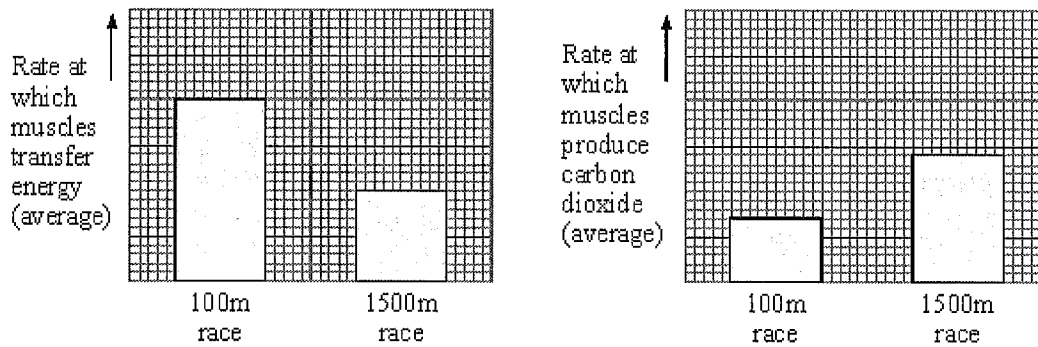 Rate at
which
muscles
transfer
energy
(average)
100m
race
1500m
race
Rate at
which
muscles
produce
carbon
dioxide
(average)
100m
race
1500m
race